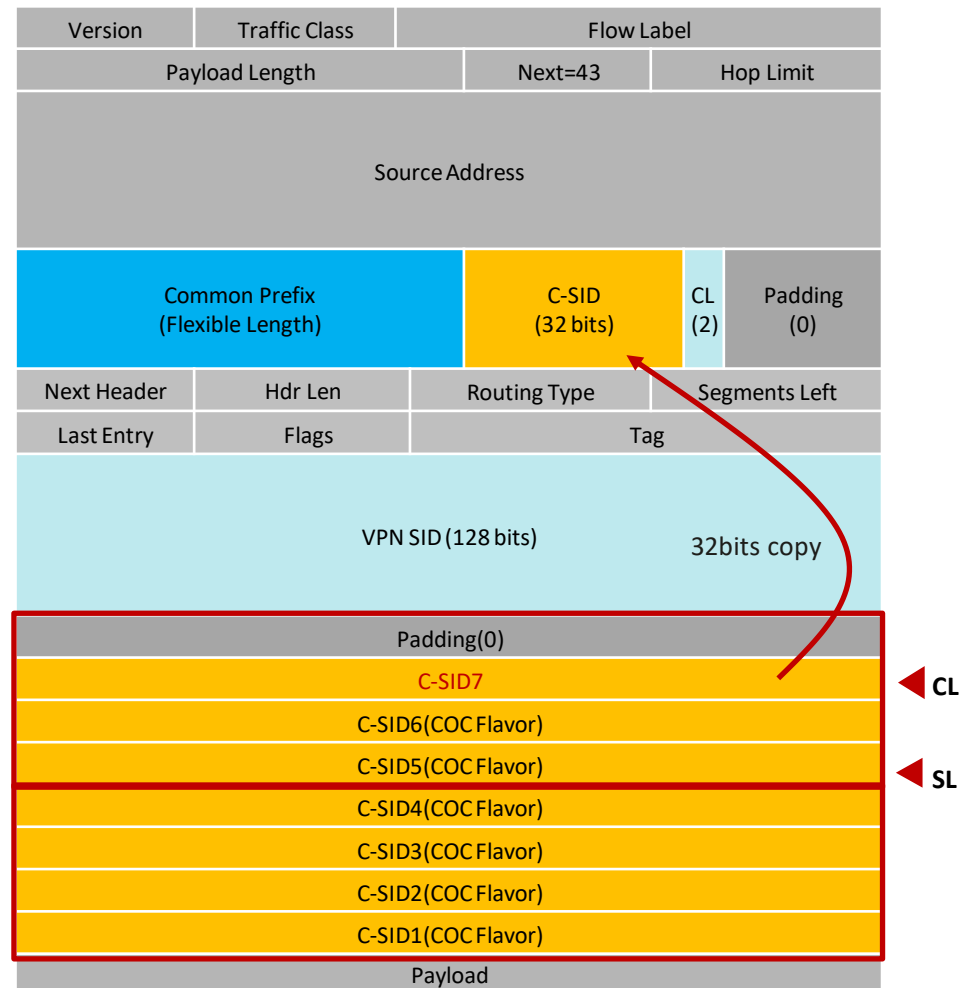 Version Traffic Class Flow Label
Payload Length Next=43 Hop Limit
Source Address
Common Prefix
(Flexible Length)
C-SID
(32 bits)
CL
(2)
Padding
(0)
Next Header Hdr Len Routing Type Segments Left
Last Entry Flags Tag
VPN SID (128 bits)
32bits copy
Padding(0)
C-SID7
CL
C-SID6(COC Flavor)
C-SID5(COC Flavor)
SL
C-SID4(COC Flavor)
C-SID3(COC Flavor)
C-SID2(COC Flavor)
C-SID1(COC Flavor)
Payload